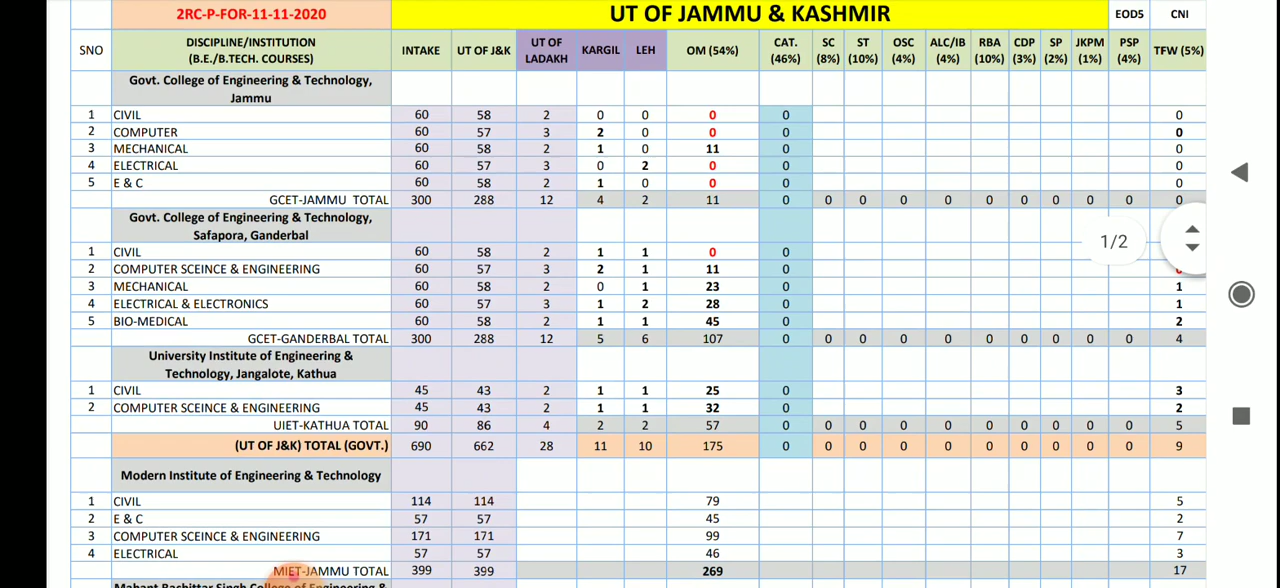 2RC-P-FOR-11-11-2020 UT OF JAMMU & KASHMIR EOD5 CNI
SNO DISCIPLINE/INSTITUTION (B.E./B.TECH. COURSES) INTAKE UT OF J&K UT OF LADAKH KARGIL LEH OM (54%) CAT. (46%) SC (8%) ST (10%) OSC (4%) ALC/IB (4%) RBA (10%) CDP (3%) SP (2%) JKPM (1%) PSP (4%) TFW (5%)
Govt. College of Engineering & Technology,
Jammu
1 CIVIL 60 58 2 0 0 0 0 0
2 COMPUTER 60 57 3 2 0 0 0 0
3 MECHANICAL 60 58 2 1 0 11 0 0
4 ELECTRICAL 60 57 3 0 2 0 0 0
5 E & C 60 58 2 1 0 0 0 0
GCET-JAMMU TOTAL 300 288 12 4 2 11 0 0 0 0 0 0 0 0 0 0 0
Govt. College of Engineering & Technology,
Safapora, Ganderbal
1/2
1 CIVIL 60 58 2 1 1 0 0
2 COMPUTER SCEINCE & ENGINEERING 60 57 3 2 1 11 0
3 MECHANICAL 60 58 2 0 1 23 0 1
4 ELECTRICAL & ELECTRONICS 60 57 3 1 2 28 0 1
5 BIO-MEDICAL 60 58 2 1 1 45 0 2
GCET-GANDERBAL TOTAL 300 288 12 5 6 107 0 0 0 0 0 0 0 0 0 0 4
University Institute of Engineering &
Technology, Jangalote, Kathua
1 CIVIL 45 43 2 1 1 25 0 3
2 COMPUTER SCEINCE & ENGINEERING 45 43 2 1 1 32 0 2
UIET-KATHUA TOTAL 90 86 4 2 2 57 0 0 0 0 0 0 0 0 0 0 5
(UT OF J&K) TOTAL (GOVT.) 690 662 28 11 10 175 0 0 0 0 0 0 0 0 0 0 9
Modern Institute of Engineering & Technology
1 CIVIL 114 114 79 5
2 E & C 57 57 45 2
3 COMPUTER SCEINCE & ENGINEERING 171 171 99 7
4 ELECTRICAL 57 57 46 3
MIET-JAMMU TOTAL 399 399 269 17
Mahant Bachittar Singh College of Engineering &